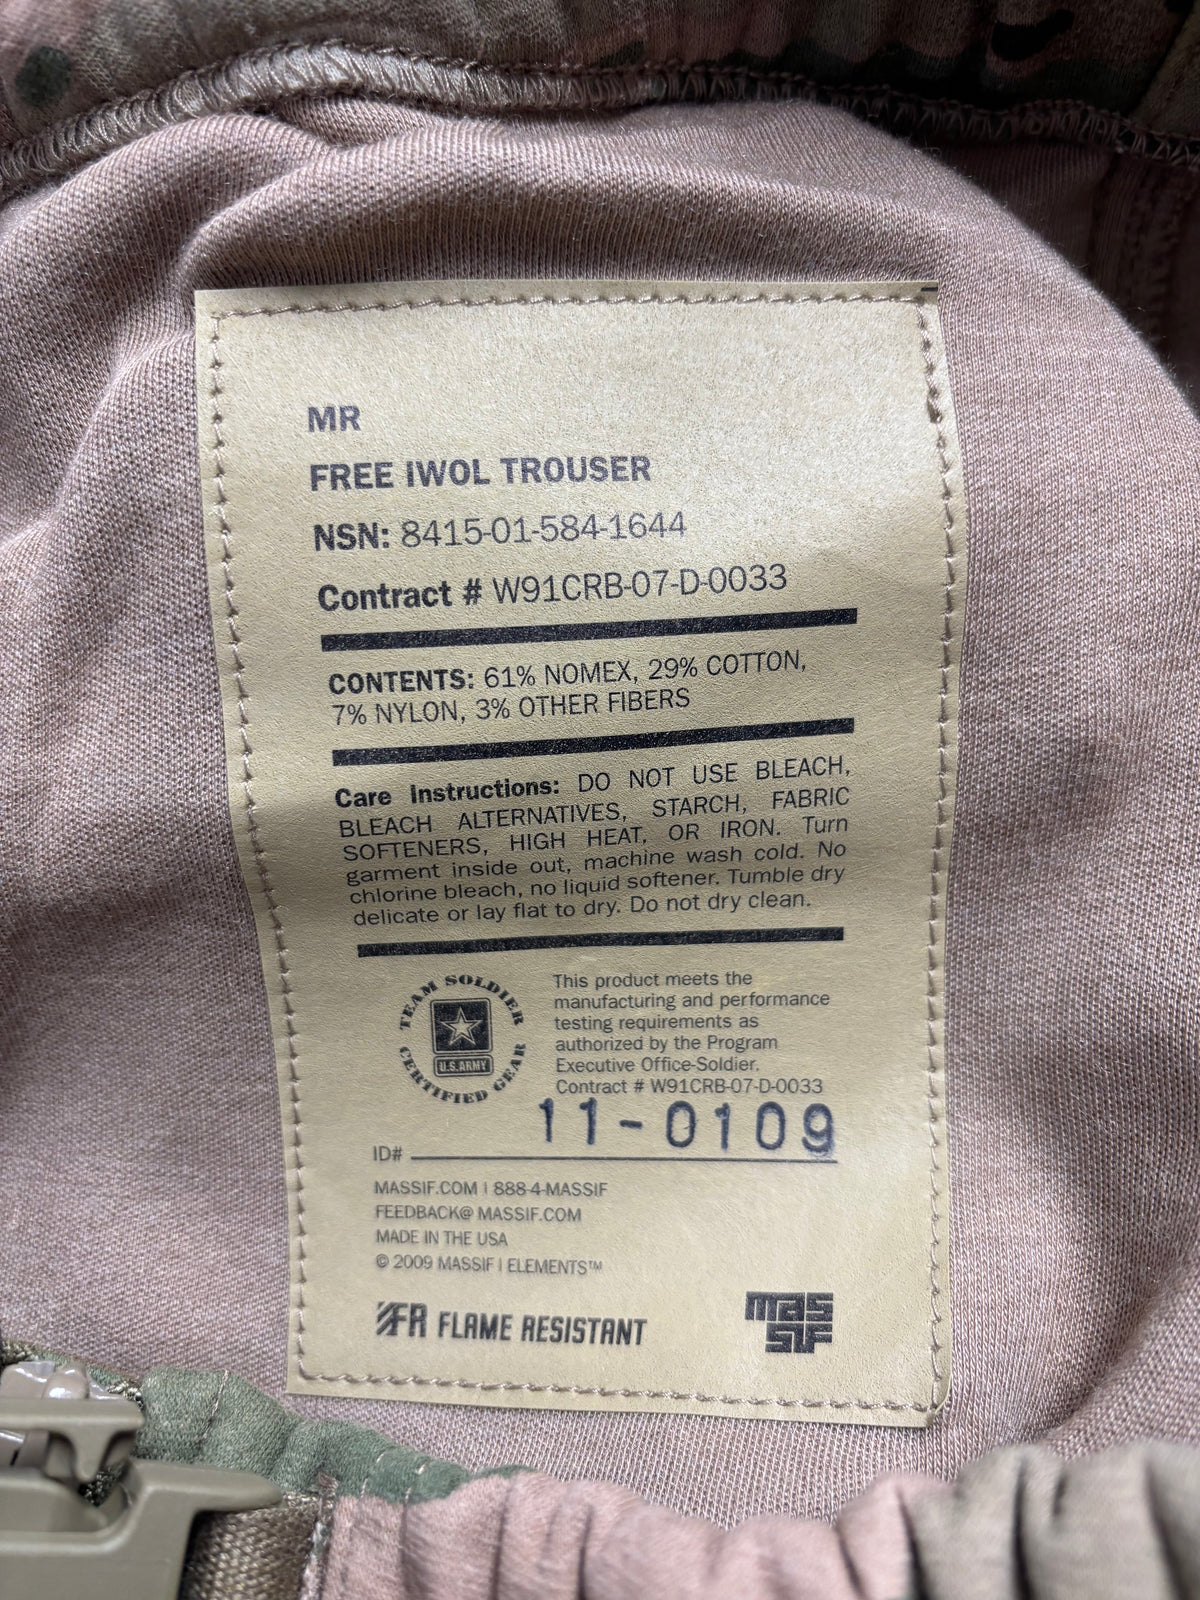 MR
FREE IWOL TROUSER
NSN: 8415-01-584-1644
Contract # W91CRB-07-D-0033
CONTENTS: 61% NOMEX, 29% COTTON,
7% NYLON, 3% OTHER FIBERS
Care Instructions: DO NOT USE BLEACH,
BLEACH ALTERNATIVES, STARCH, FABRIC
SOFTENERS, HIGH HEAT, OR IRON. Turn
garment inside out, machine wash cold. No
chlorine bleach, no liquid softener. Tumble dry
delicate or lay flat to dry. Do not dry clean.
TEAM SOLDIER
U.S.ARMY
CERTIFIED GEAR
This product meets the
manufacturing and performance
testing requirements as
authorized by the Program
Executive Office-Soldier.
Contract # W91CRB-07-D-0033
ID# 11-0109
MASSIF.COM | 888-4-MASSIF
FEEDBACK@ MASSIF.COM
MADE IN THE USA
© 2009 MASSIF | ELEMENTS™
FR FLAME RESISTANT
mas
sif